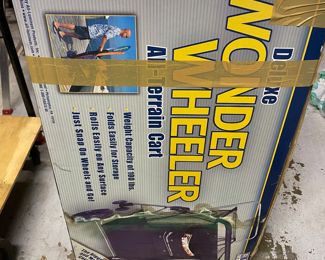 Deluxe
WONDER
WHEELER
All-Terrain Cart
• Weight Capacity of 100 lbs.
• Folds Easily for Storage
• Rolls Easily on Any Surface
• Just Snap On Wheels and Go!